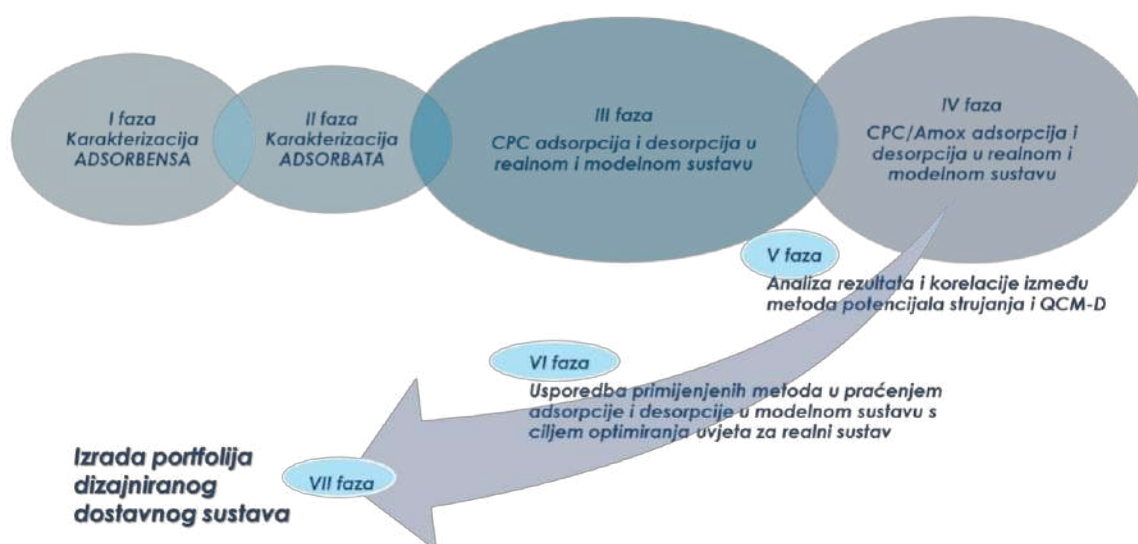 I faza
Karakterizacija
ADSORBENSA
II faza
Karakterizacija
ADSORBATA
III faza
CPC adsorpcija i desorpcija u
realnom i modelnom sustavu
IV faza
CPC/Amox adsorpcija i
desorpcija u realnom i
modelnom sustavu
V faza
Analiza rezultata i korelacije između
metoda potencijala strujanja i QCM-D
VI faza
Usporedba primijenjenih metoda u praćenjem
adsorpcije i desorpcije u modelnom sustavu s
ciljem optimiranja uvjeta za realni sustav
Izrada portfolija
dizajniranog
dostavnog sustava
VII faza